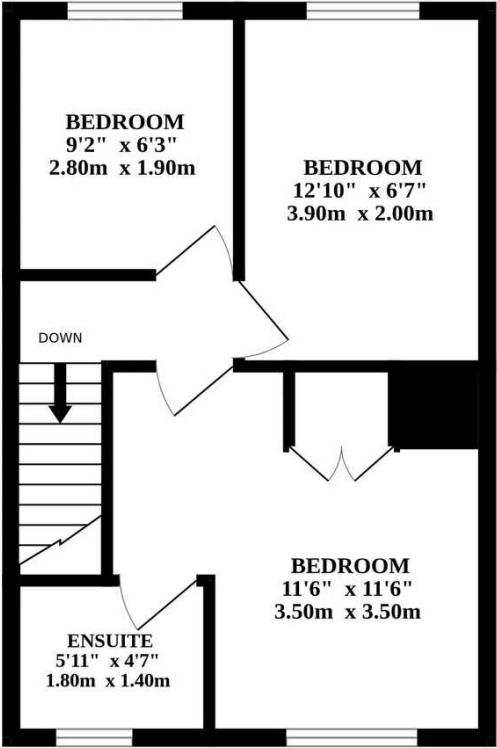 BEDROOM
9'2" x 6'3"
2.80m x 1.90m
BEDROOM
12'10" x 6'7"
3.90m x 2.00m
DOWN
BEDROOM
11'6" x 11'6"
3.50m x 3.50m
ENSUITE
5'11" x 4'7"
1.80m x 1.40m